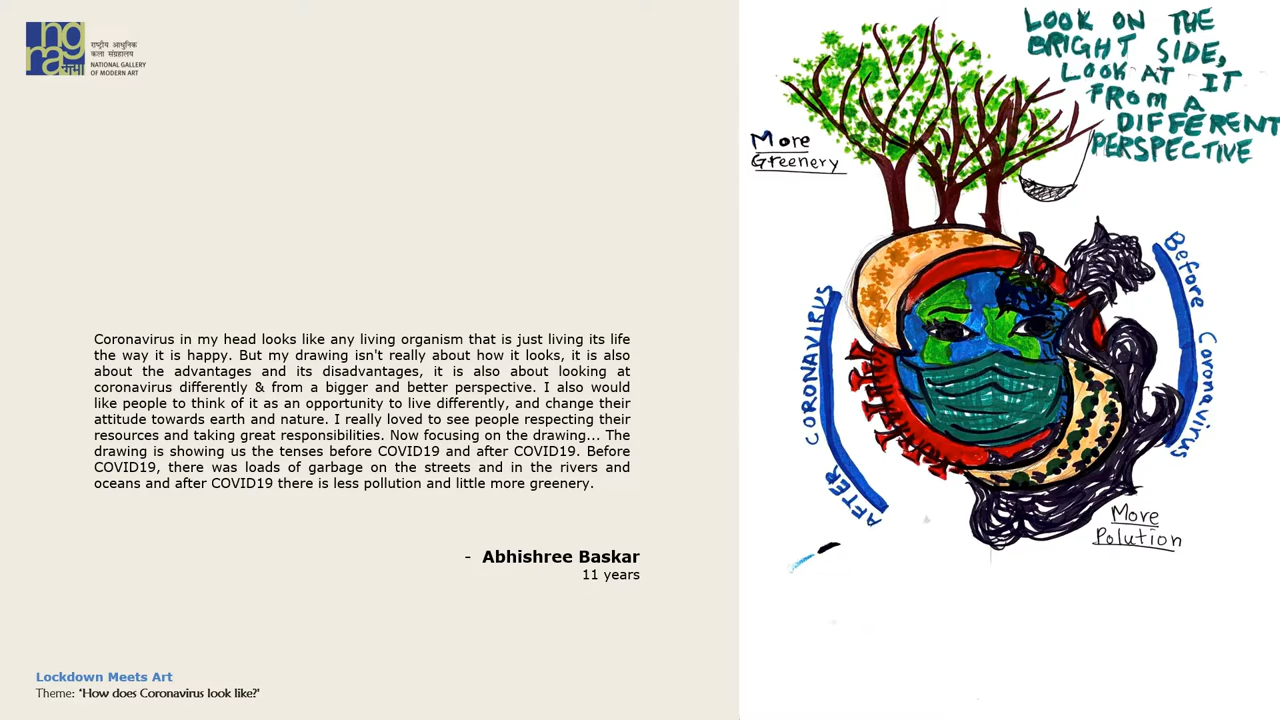 राष्ट्रीय आधुनिक
कला संग्रहालय
NATIONAL GALLERY
OF MODERN ART
Coronavirus in my head looks like any living organism that is just living its life
the way it is happy. But my drawing isn't really about how it looks, it is also
about the advantages and its disadvantages, it is also about looking at
coronavirus differently & from a bigger and better perspective. I also would
like people to think of it as an opportunity to live differently, and change their
attitude towards earth and nature. I really loved to see people respecting their
resources and taking great responsibilities. Now focusing on the drawing... The
drawing is showing us the tenses before COVID19 and after COVID19. Before
COVID19, there was loads of garbage on the streets and in the rivers and
oceans and after COVID19 there is less pollution and little more greenery.
- Abhishree Baskar
11 years
Lockdown Meets Art
Theme: 'How does Coronavirus look like?'
LOOK ON THE
BRIGHT SIDE,
LOOK AT IT
FROM A
DIFFERENT
PERSPECTIVE
More
Greenery
Before Coronavirus
AFTER CORONAVIRUS
More
Polution